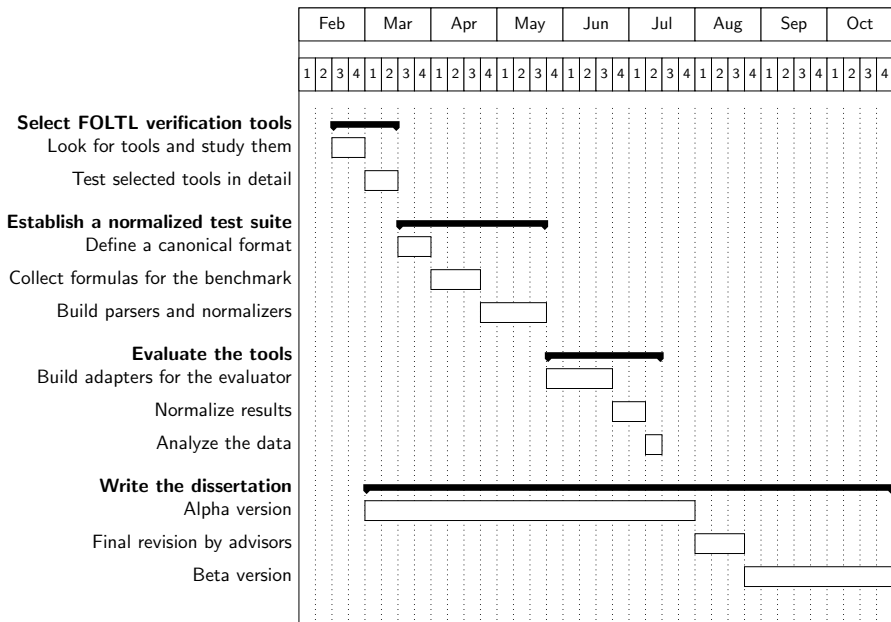 Feb Mar Apr May Jun Jul Aug Sep Oct
1 2 3 4 1 2 3 4 1 2 3 4 1 2 3 4 1 2 3 4 1 2 3 4 1 2 3 4 1 2 3 4 1 2 3 4
Select FOLTL verification tools
Look for tools and study them
Test selected tools in detail
Establish a normalized test suite
Define a canonical format
Collect formulas for the benchmark
Build parsers and normalizers
Evaluate the tools
Build adapters for the evaluator
Normalize results
Analyze the data
Write the dissertation
Alpha version
Final revision by advisors
Beta version